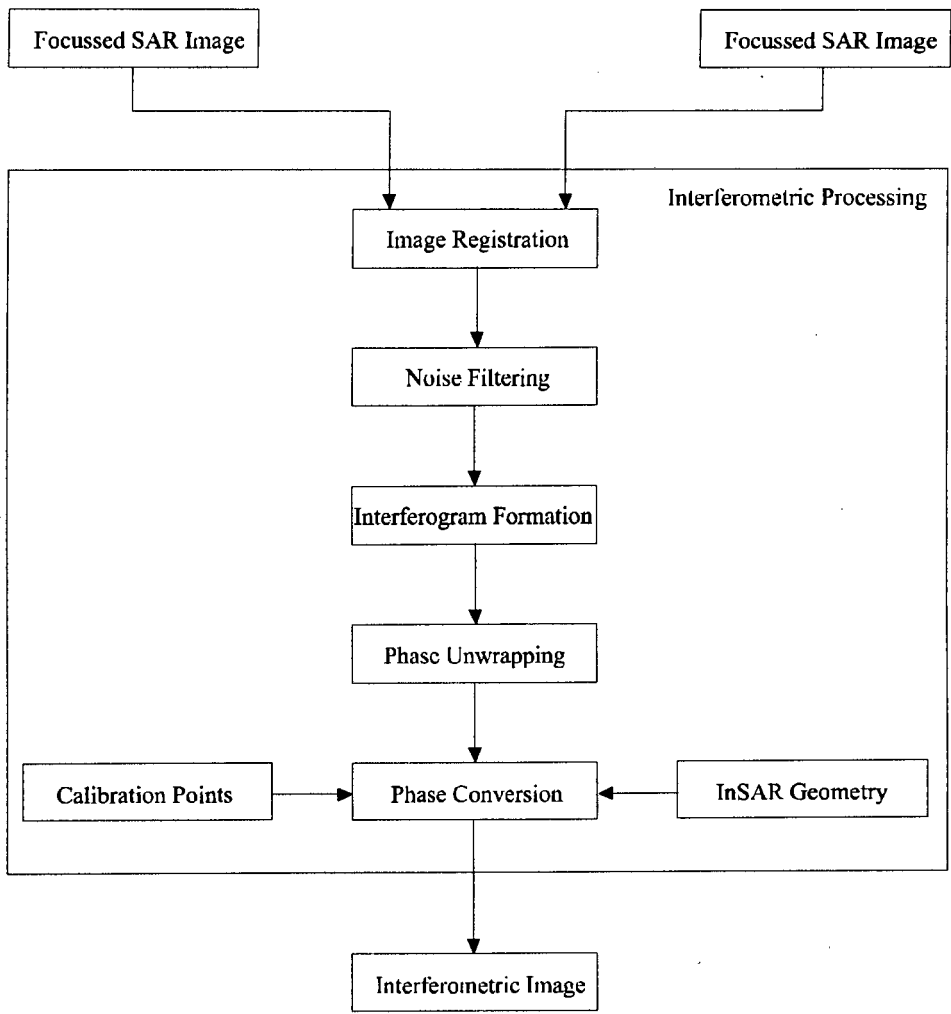 Focussed SAR Image
Focussed SAR Image
Interferometric Processing
Image Registration
Noise Filtering
Interferogram Formation
Phase Unwrapping
Calibration Points
Phase Conversion
InSAR Geometry
Interferometric Image